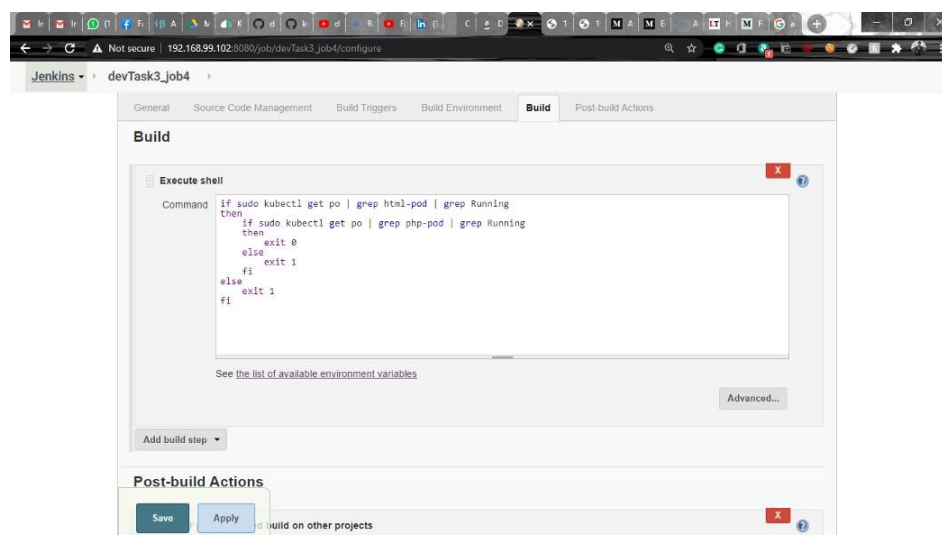 Not secure | 192.168.99.102:8080/job/devTask3_job4/configure
Jenkins
devTask3_job4
General Source Code Management Build Triggers Build Environment Build Post-build Actions
Build
X
Execute shell
Command
if sudo kubectl get po | grep html-pod | grep Running
then
if sudo kubectl get po | grep php-pod | grep Running
then
exit 0
else
exit 1
fi
else
exit 1
fi
See the list of available environment variables
Advanced...
Add build step
Post-build Actions
Save
Apply
build on other projects
X